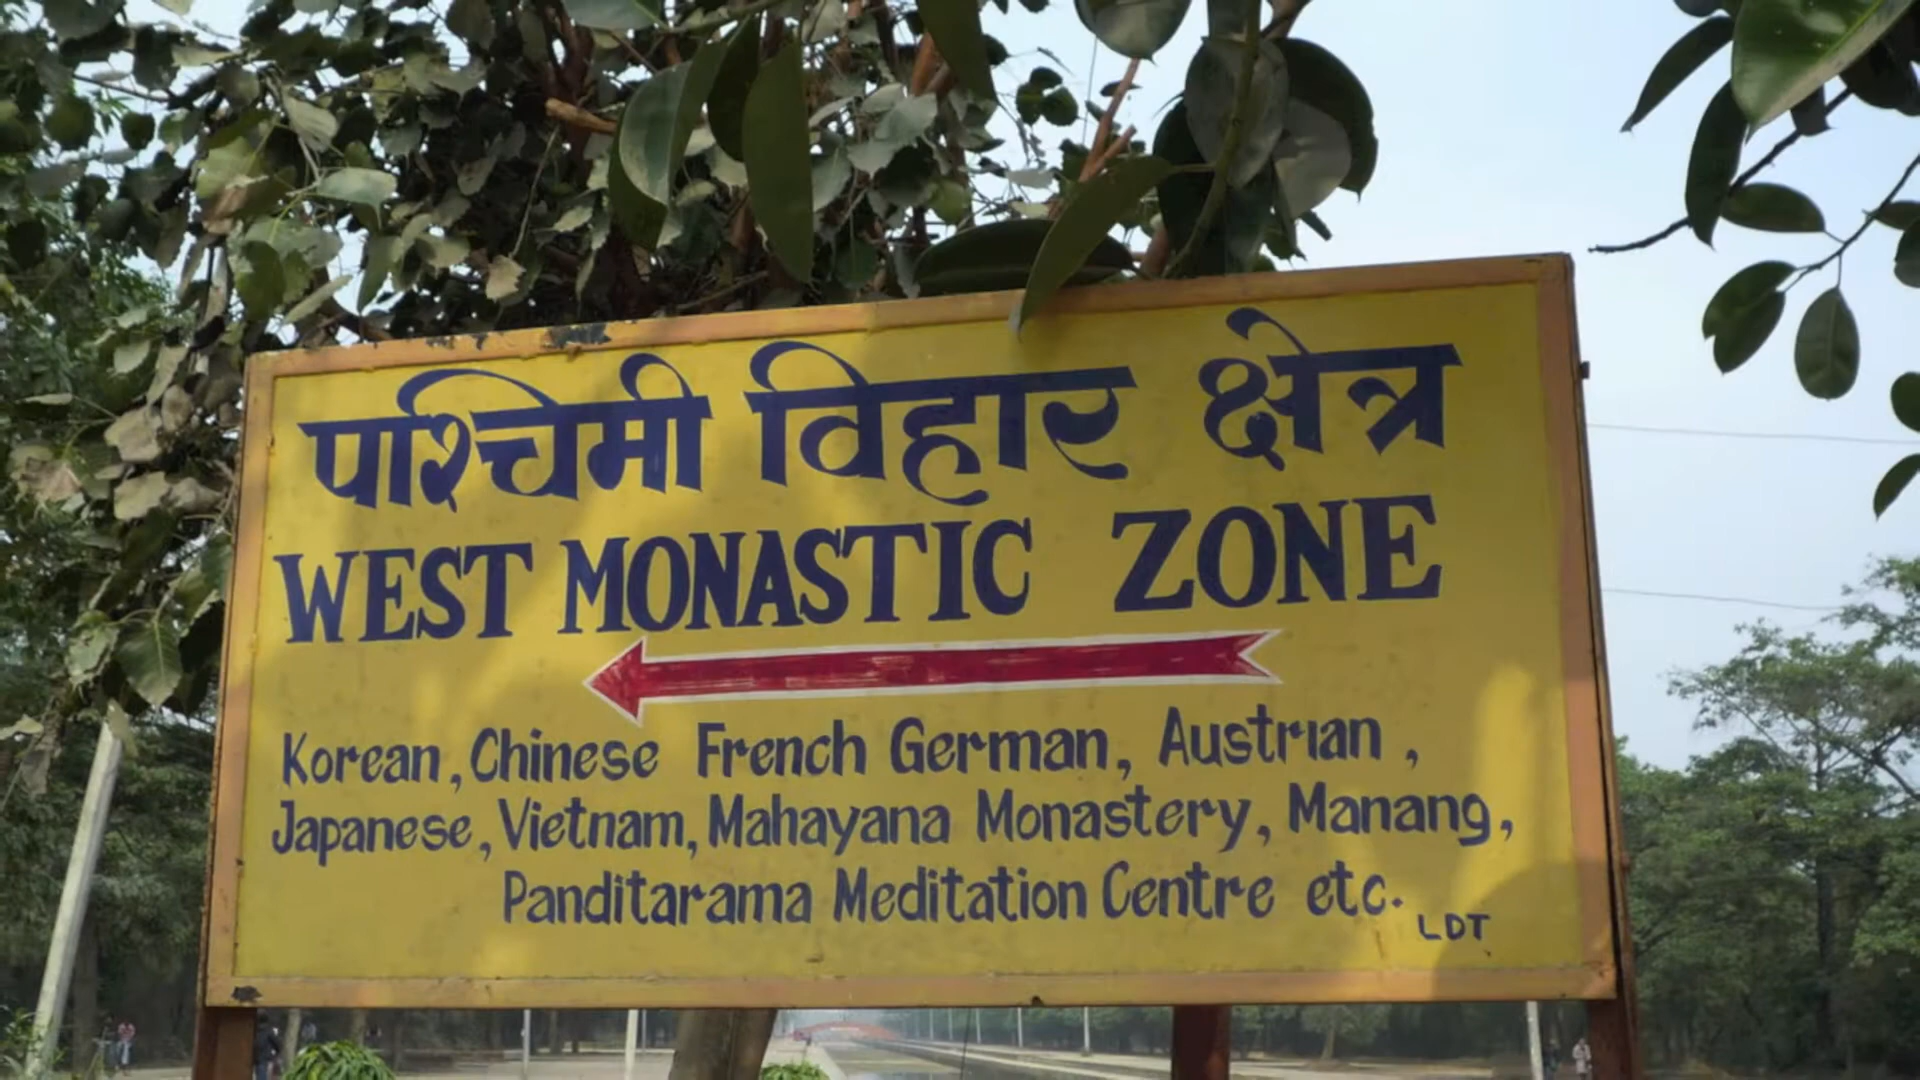 पश्चिमी विहार क्षेत्र
WEST MONASTIC ZONE
Korean, Chinese French German, Austrian,
Japanese, Vietnam, Mahayana Monastery, Manang,
Panditarama Meditation Centre etc.
LDT